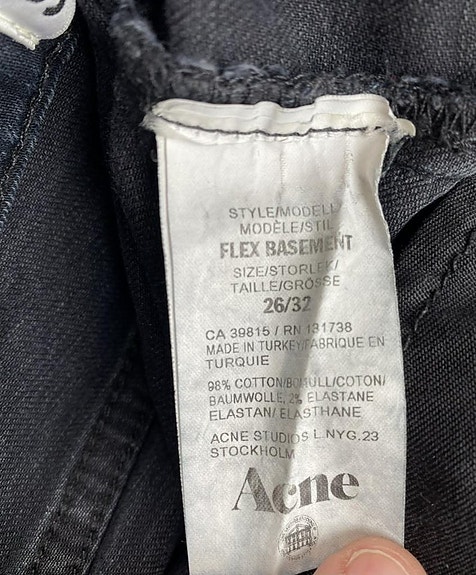 STYLE/MODELL
MODÈLE/STIL
FLEX BASEMENT
SIZE/STORLEK/
TAILLE/GRÖSSE
26/32
CA 39815 / RN 131738
MADE IN TURKEY/FABRIQUE EN
TURQUIE
98% COTTON/BOMULL/COTON/
BAUMWOLLE, 2% ELASTANE
ELASTAN/ ELASTHANE
ACNE STUDIOS L.NYG.23
STOCKHOLM
Acne